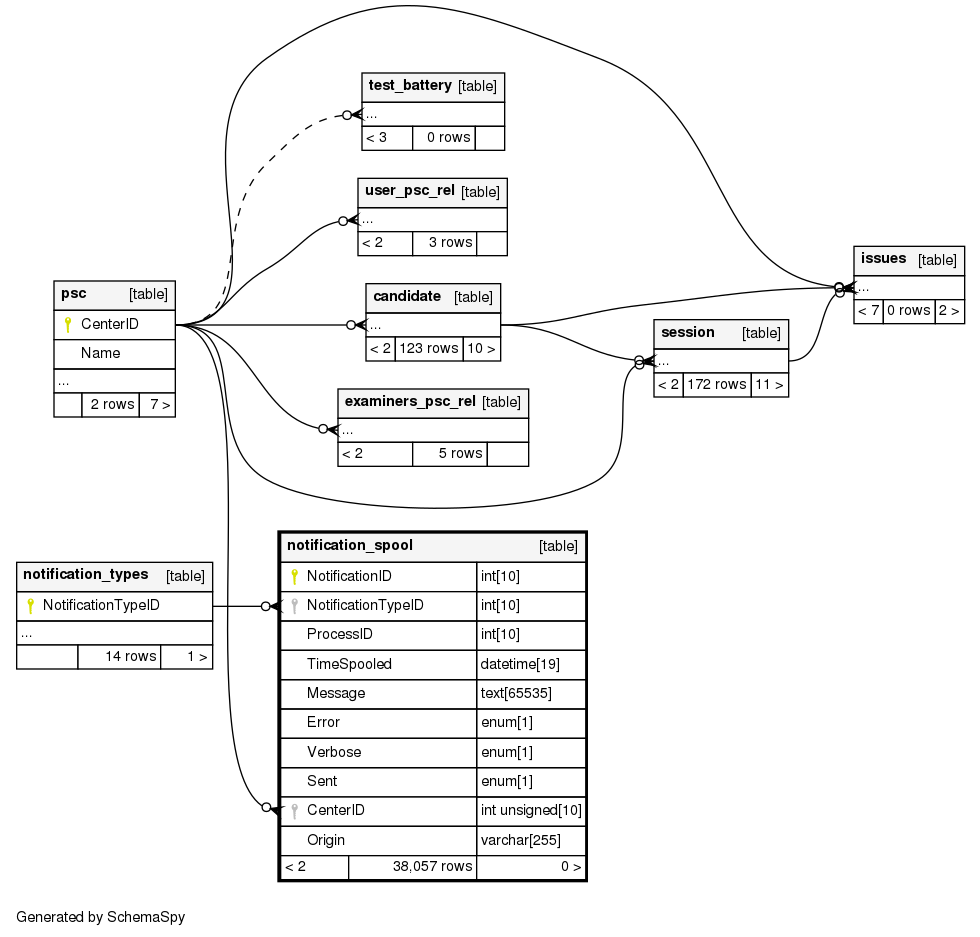 test_battery [table]
...
< 3 0 rows
user_psc_rel [table]
...
< 2 3 rows
issues [table]
...
< 7 0 rows 2 >
psc [table]
CenterID
Name
...
2 rows 7 >
candidate [table]
...
< 2 123 rows 10 >
session [table]
...
< 2 172 rows 11 >
examiners_psc_rel [table]
...
< 2 5 rows
notification_types [table]
NotificationTypeID
...
14 rows 1 >
notification_spool [table]
NotificationID int[10]
NotificationTypeID int[10]
ProcessID int[10]
TimeSpooled datetime[19]
Message text[65535]
Error enum[1]
Verbose enum[1]
Sent enum[1]
CenterID int unsigned[10]
Origin varchar[255]
< 2 38,057 rows 0 >
Generated by SchemaSpy